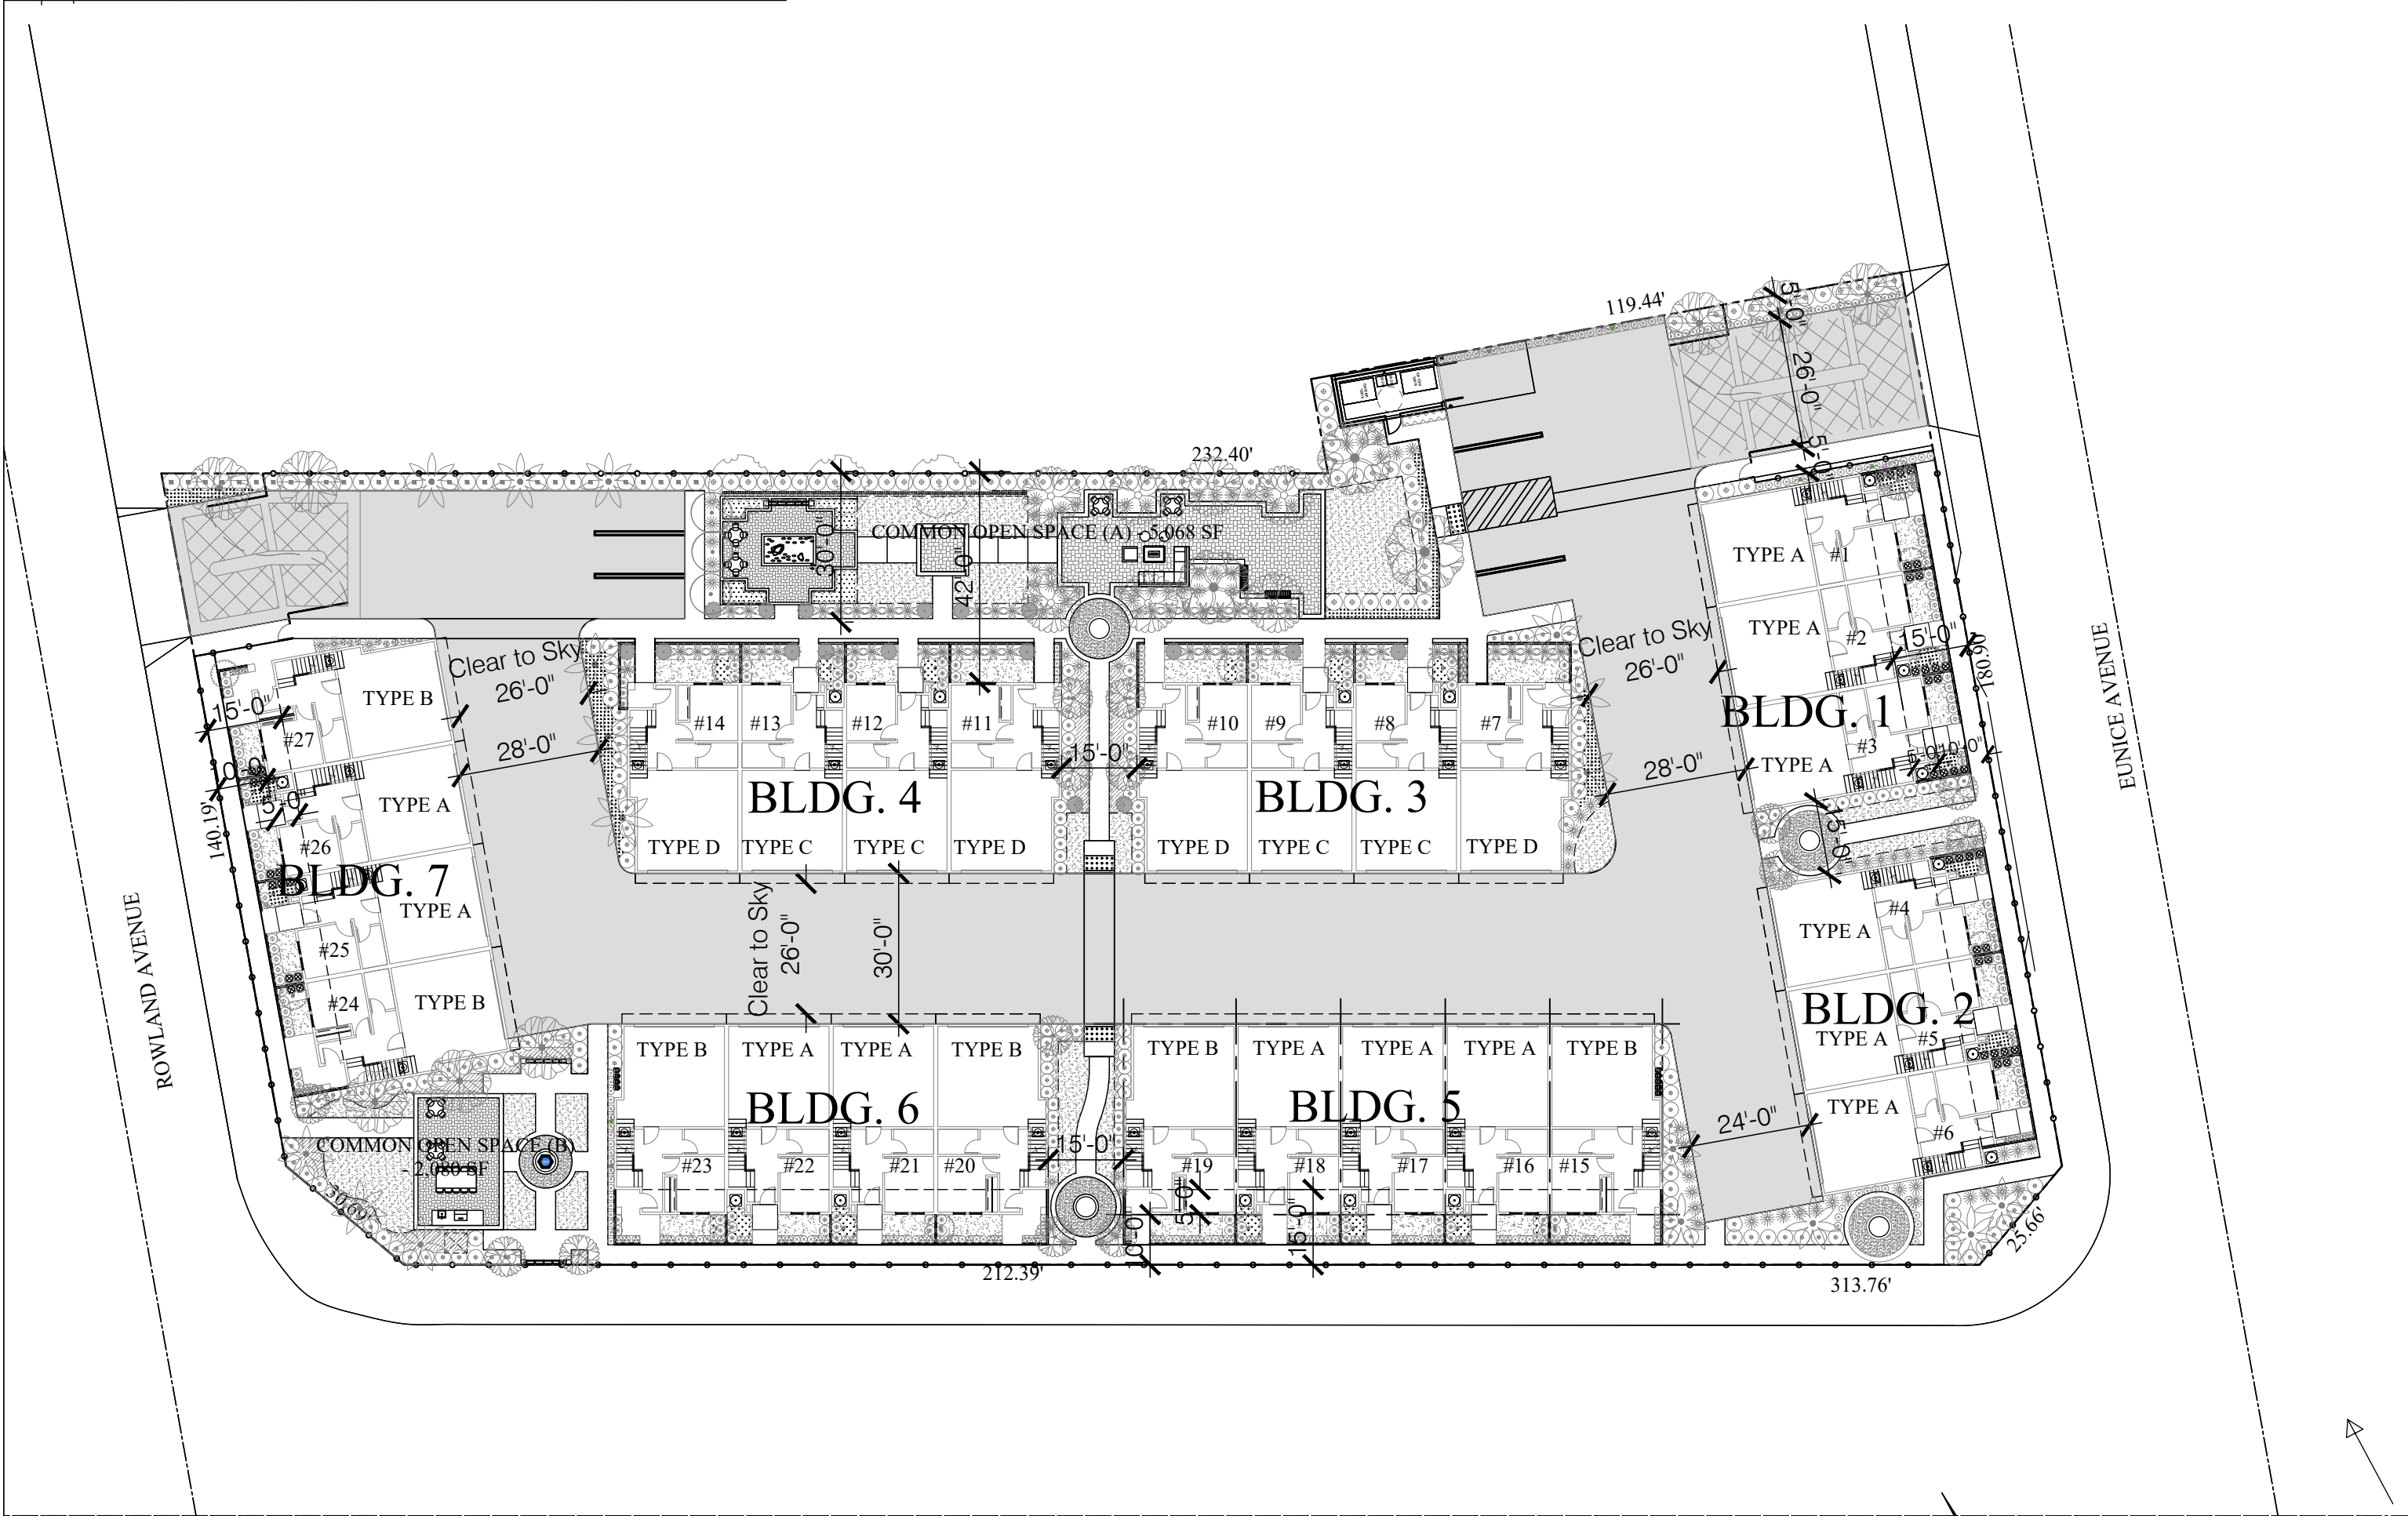 119.44'
5'-0"
26'-0"
5'-0"
232.40'
COMMON OPEN SPACE (A) - 5,068 SF
30'-0"
42'-0"
TYPE A
#1
TYPE A
#2
15'-0"
180.90'
EUNICE AVENUE
BLDG. 1
#3
TYPE A
5'-0"
10'-0"
Clear to Sky
26'-0"
28'-0"
Clear to Sky
26'-0"
28'-0"
TYPE B
15'-0"
#27
10'-0"
5'-0"
TYPE A
140.19'
#26
BLDG. 7
TYPE A
#25
#24
TYPE B
ROWLAND AVENUE
#14
#13
#12
#11
BLDG. 4
TYPE D
TYPE C
TYPE C
TYPE D
15'-0"
#10
#9
#8
#7
BLDG. 3
TYPE D
TYPE C
TYPE C
TYPE D
15'-0"
#4
TYPE A
BLDG. 2
TYPE A
#5
TYPE A
#6
24'-0"
Clear to Sky
26'-0"
30'-0"
TYPE B
TYPE A
TYPE A
TYPE B
BLDG. 6
#23
#22
#21
#20
15'-0"
TYPE B
TYPE A
TYPE A
TYPE A
TYPE B
BLDG. 5
#19
#18
#17
#16
#15
5'-0"
10'-0"
15'-0"
COMMON OPEN SPACE (B)
- 2,080 SF
30.69'
212.39'
313.76'
25.66'